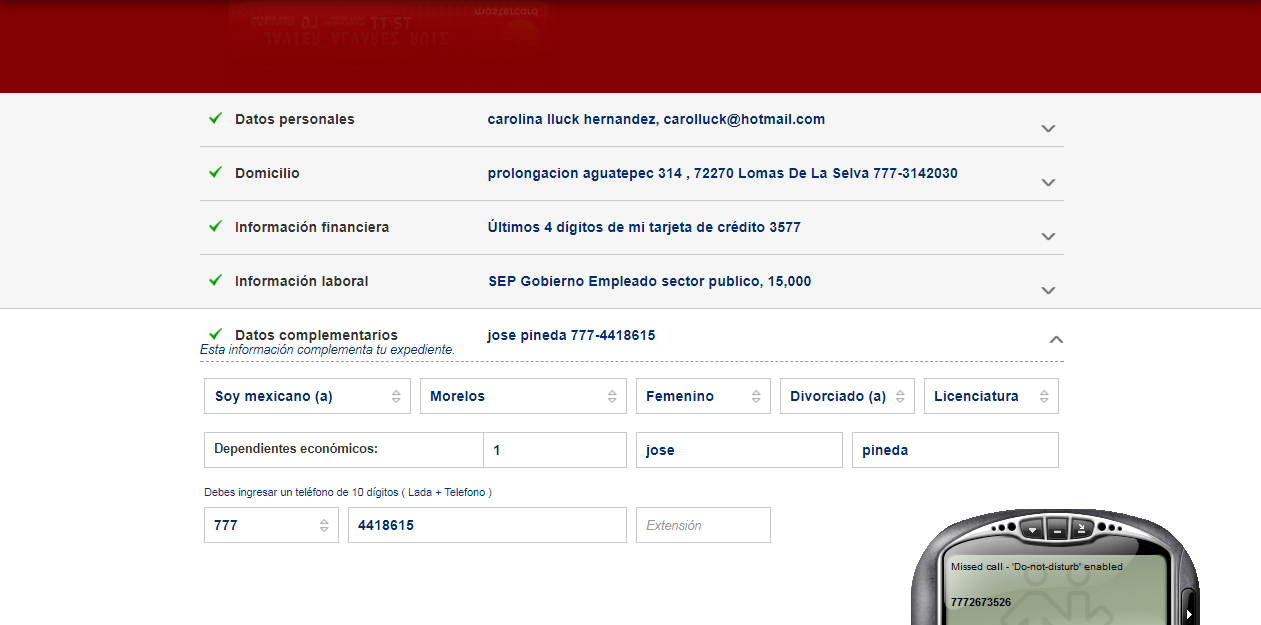 Datos personales carolina lluck hernandez, carolluck@hotmail.com
Domicilio prolongacion aguatepec 314 , 72270 Lomas De La Selva 777-3142030
Información financiera Últimos 4 dígitos de mi tarjeta de crédito 3577
Información laboral SEP Gobierno Empleado sector publico, 15,000
Datos complementarios jose pineda 777-4418615
Esta información complementa tu expediente.
Soy mexicano (a) Morelos Femenino Divorciado (a) Licenciatura
Dependientes económicos: 1 jose pineda
Debes ingresar un teléfono de 10 dígitos ( Lada + Telefono )
777 4418615 Extensión
Missed call - 'Do-not-disturb' enabled
7772673526